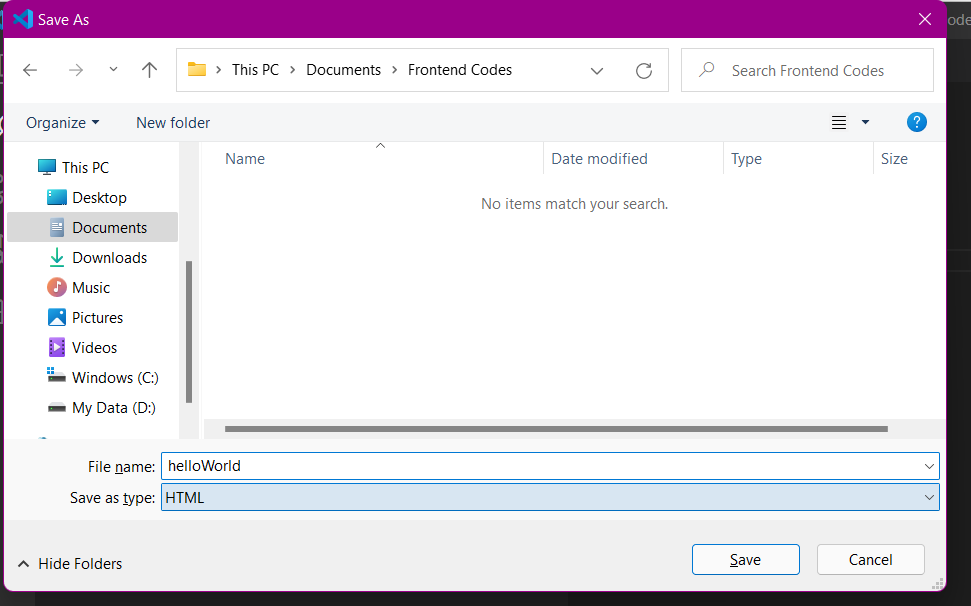 Save As
ode
This PC > Documents > Frontend Codes
Search Frontend Codes
Organize
New folder
?
Name
Date modified
Type
Size
No items match your search.
This PC
Desktop
Documents
Downloads
Music
Pictures
Videos
Windows (C:)
My Data (D:)
File name: helloWorld
Save as type: HTML
Hide Folders
Save
Cancel